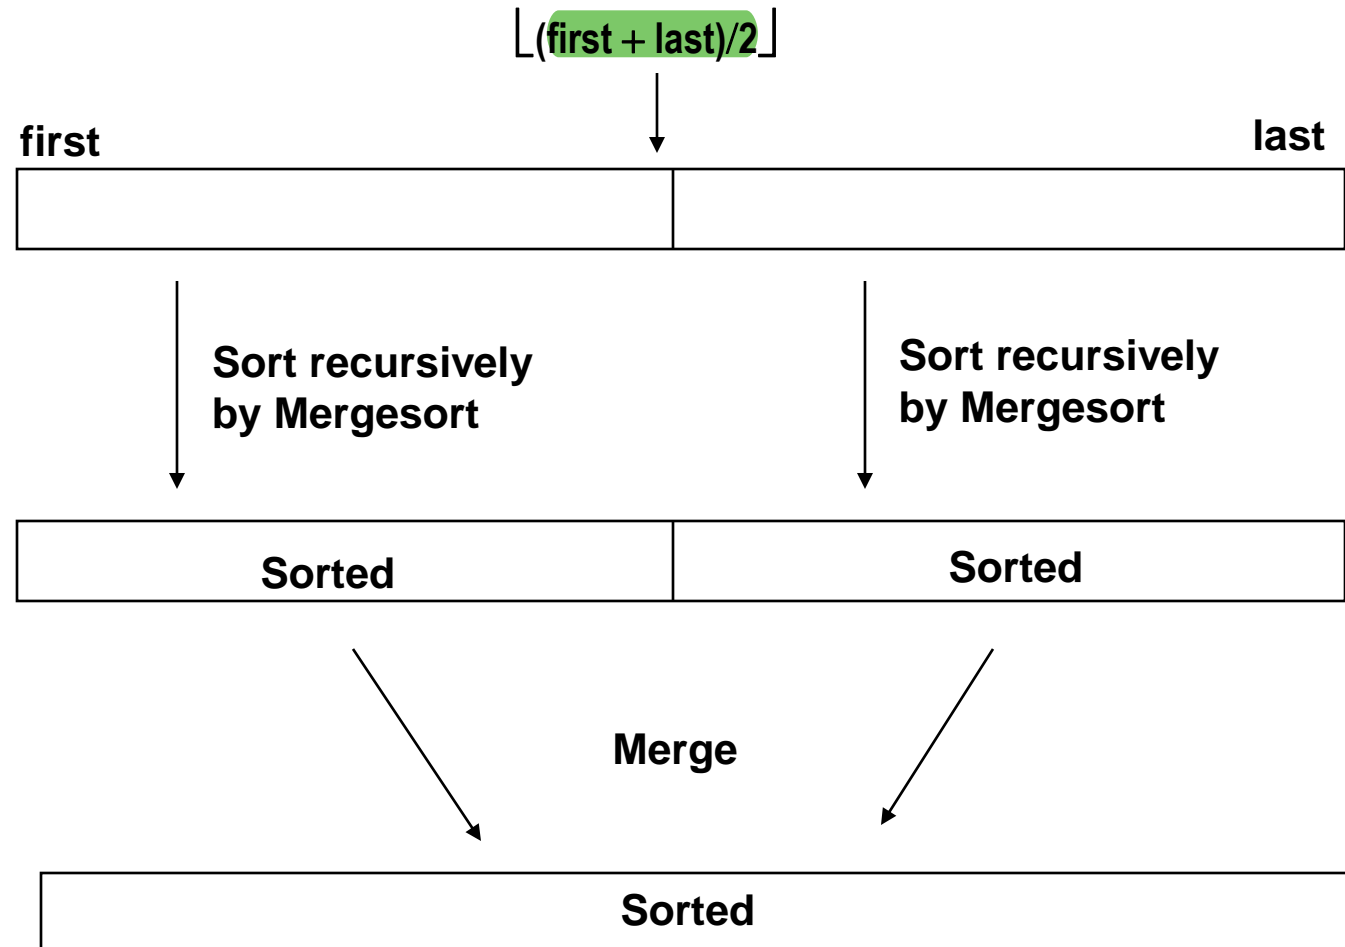 ⌊(first + last)/2⌋
first
last
Sort recursively
by Mergesort
Sort recursively
by Mergesort
Sorted
Sorted
Merge
Sorted